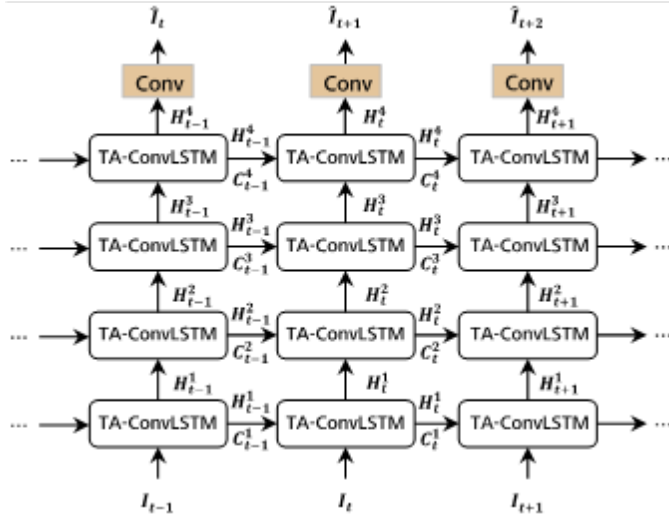 Î_t Î_{t+1} Î_{t+2}
Conv Conv Conv
H^4_{t-1} H^4_{t-1} H^4_t H^4_t H^4_{t+1}
... TA-ConvLSTM TA-ConvLSTM TA-ConvLSTM ...
C^4_{t-1} C^4_t
H^3_{t-1} H^3_{t-1} H^3_t H^3_t H^3_{t+1}
... TA-ConvLSTM TA-ConvLSTM TA-ConvLSTM ...
C^3_{t-1} C^3_t
H^2_{t-1} H^2_{t-1} H^2_t H^2_t H^2_{t+1}
... TA-ConvLSTM TA-ConvLSTM TA-ConvLSTM ...
C^2_{t-1} C^2_t
H^1_{t-1} H^1_{t-1} H^1_t H^1_t H^1_{t+1}
... TA-ConvLSTM TA-ConvLSTM TA-ConvLSTM ...
C^1_{t-1} C^1_t
I_{t-1} I_t I_{t+1}